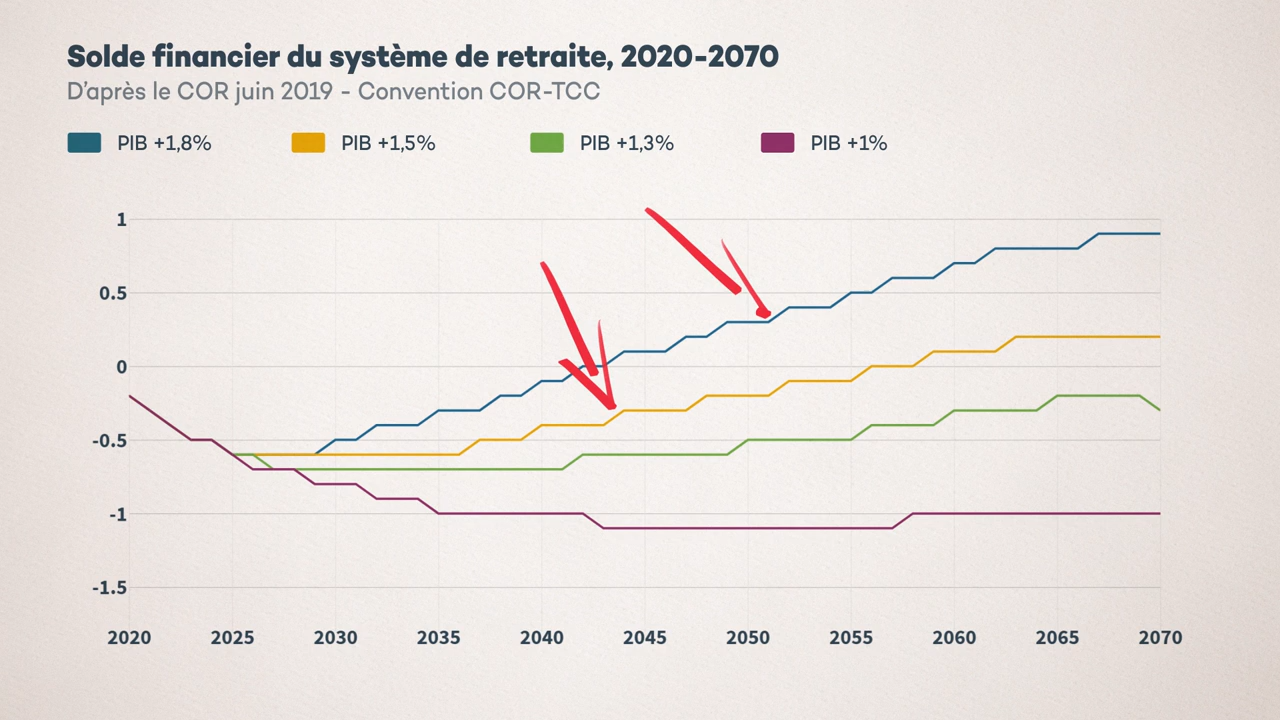 Solde financier du système de retraite, 2020-2070
D'après le COR juin 2019 - Convention COR-TCC
PIB +1,8% PIB +1,5% PIB +1,3% PIB +1%
1
0.5
0
-0.5
-1
-1.5
2020 2025 2030 2035 2040 2045 2050 2055 2060 2065 2070